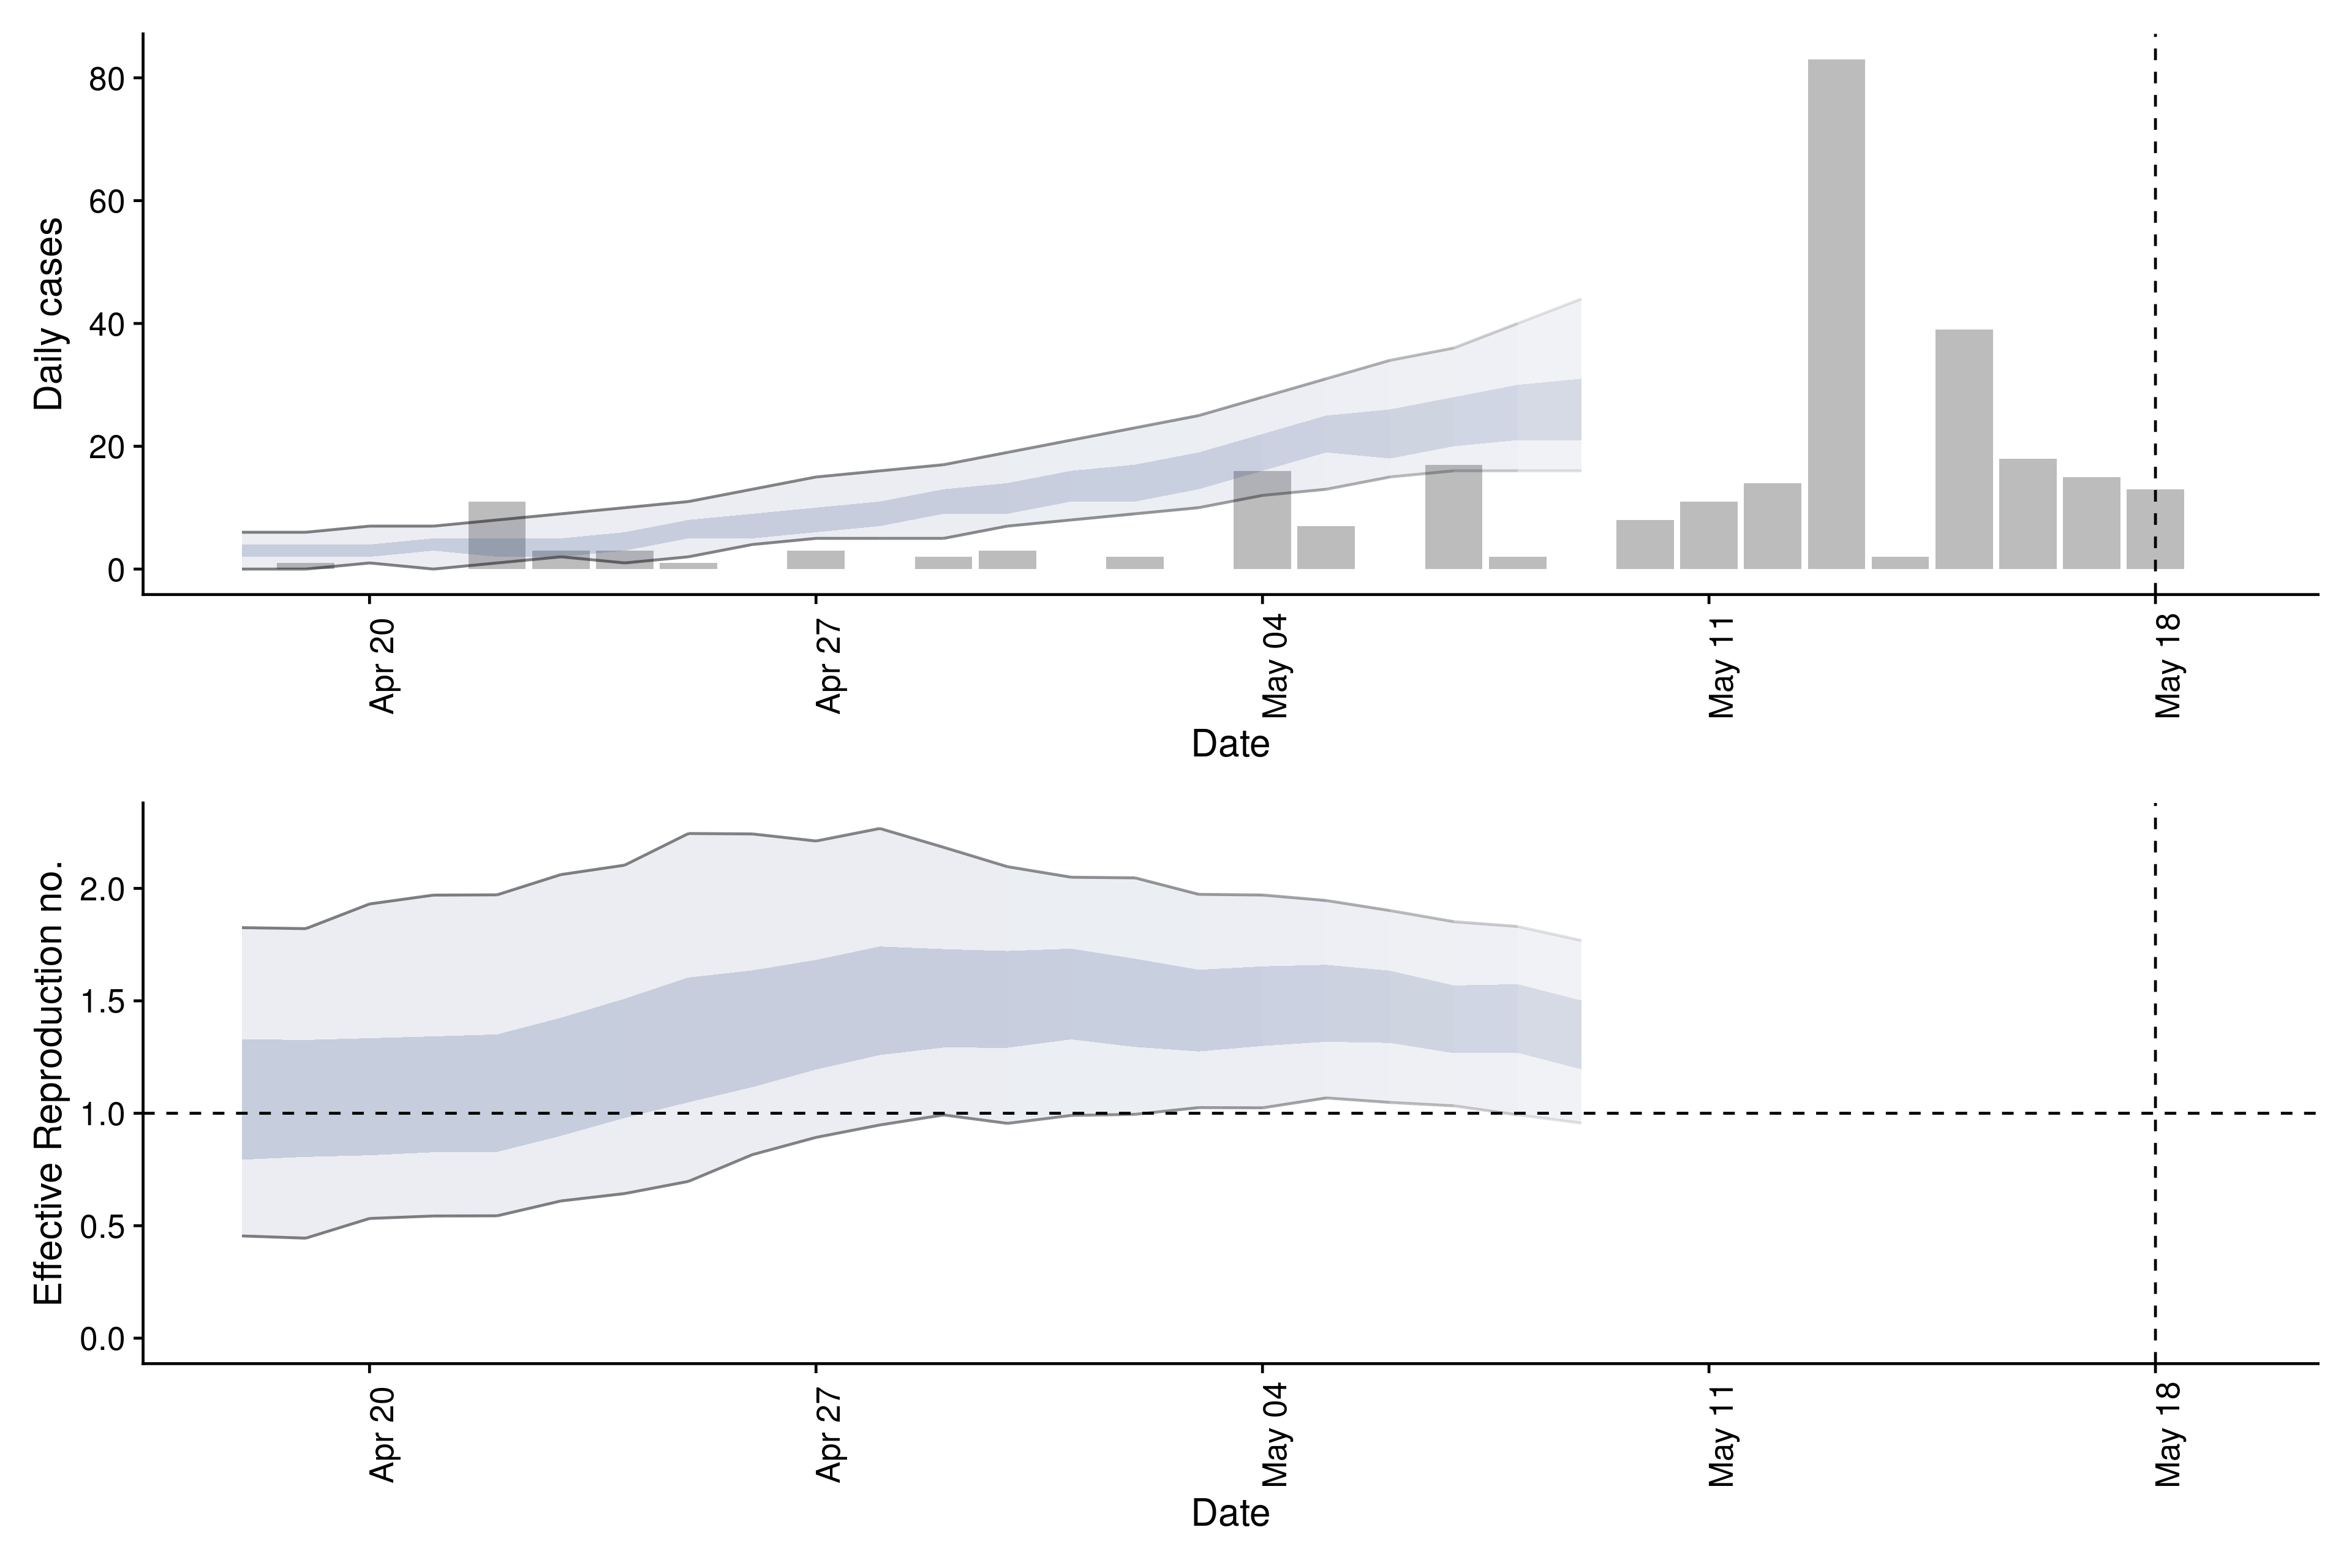 Daily cases
80
60
40
20
0
Apr 20
Apr 27
May 04
May 11
May 18
Date
Effective Reproduction no.
2.0
1.5
1.0
0.5
0.0
Apr 20
Apr 27
May 04
May 11
May 18
Date